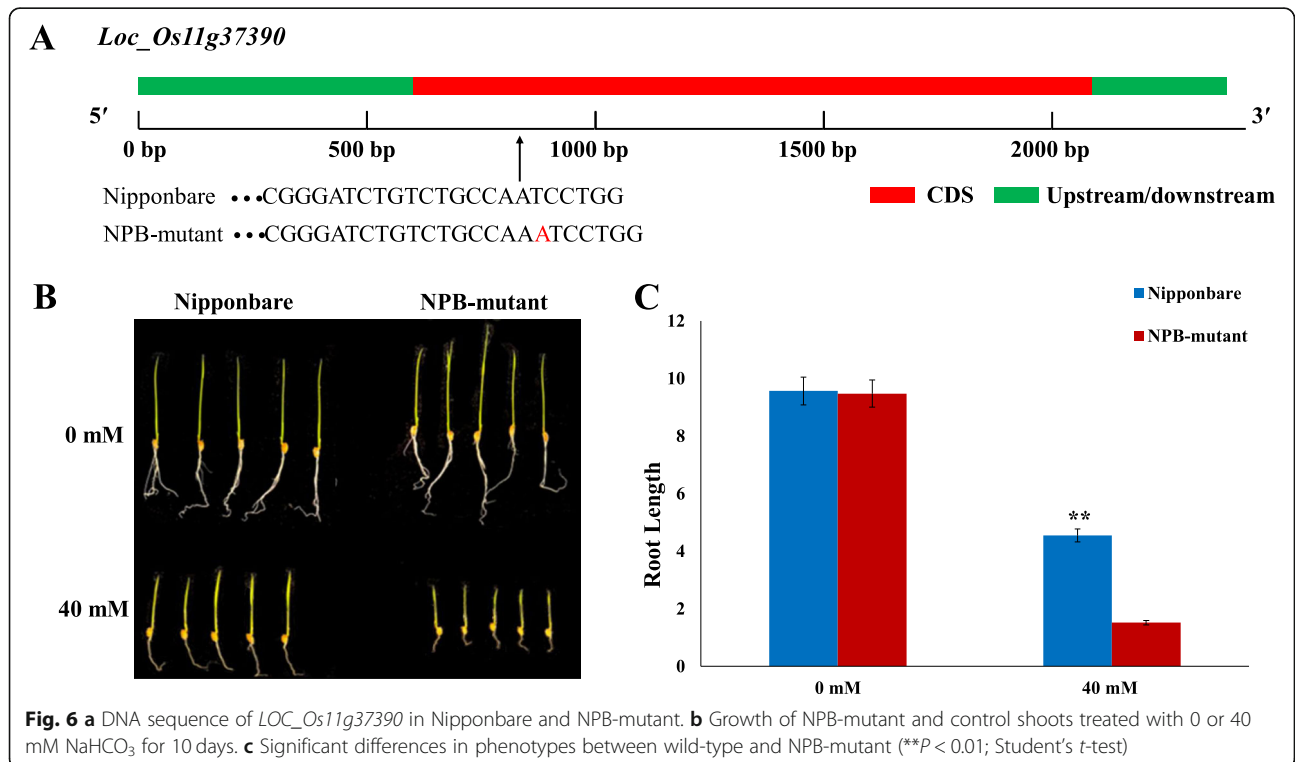 A Loc_Os11g37390
5′ 3′
0 bp 500 bp 1000 bp 1500 bp 2000 bp
Nipponbare •••CGGGATCTGTCTGCCAATCCTGG
CDS Upstream/downstream
NPB-mutant •••CGGGATCTGTCTGCCAAATCCTGG
B Nipponbare NPB-mutant
0 mM
40 mM
C
Nipponbare
NPB-mutant
Root Length
12
10
8
6
4
2
0
**
0 mM 40 mM
Fig. 6 a DNA sequence of LOC_Os11g37390 in Nipponbare and NPB-mutant. b Growth of NPB-mutant and control shoots treated with 0 or 40
mM NaHCO₃ for 10 days. c Significant differences in phenotypes between wild-type and NPB-mutant (**P < 0.01; Student’s t-test)